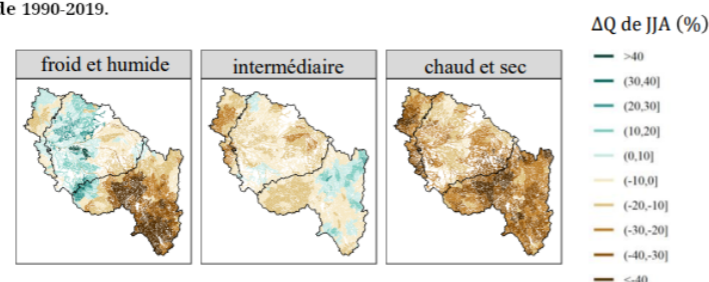 de 1990-2019.
ΔQ de JJA (%)
froid et humide
intermédiaire
chaud et sec
>40
(30,40]
(20,30]
(10,20]
(0,10]
(-10,0]
(-20,-10]
(-30,-20]
(-40,-30]
<-40